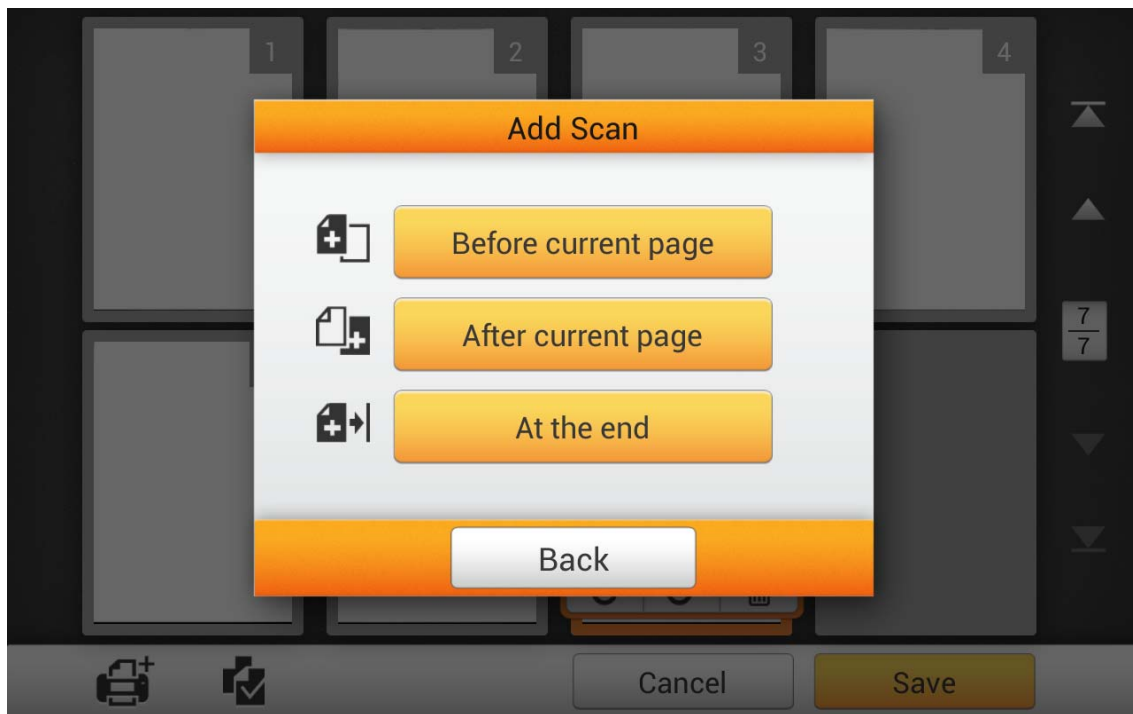 1
2
3
4
Add Scan
Before current page
After current page
At the end
7
7
Back
Cancel
Save